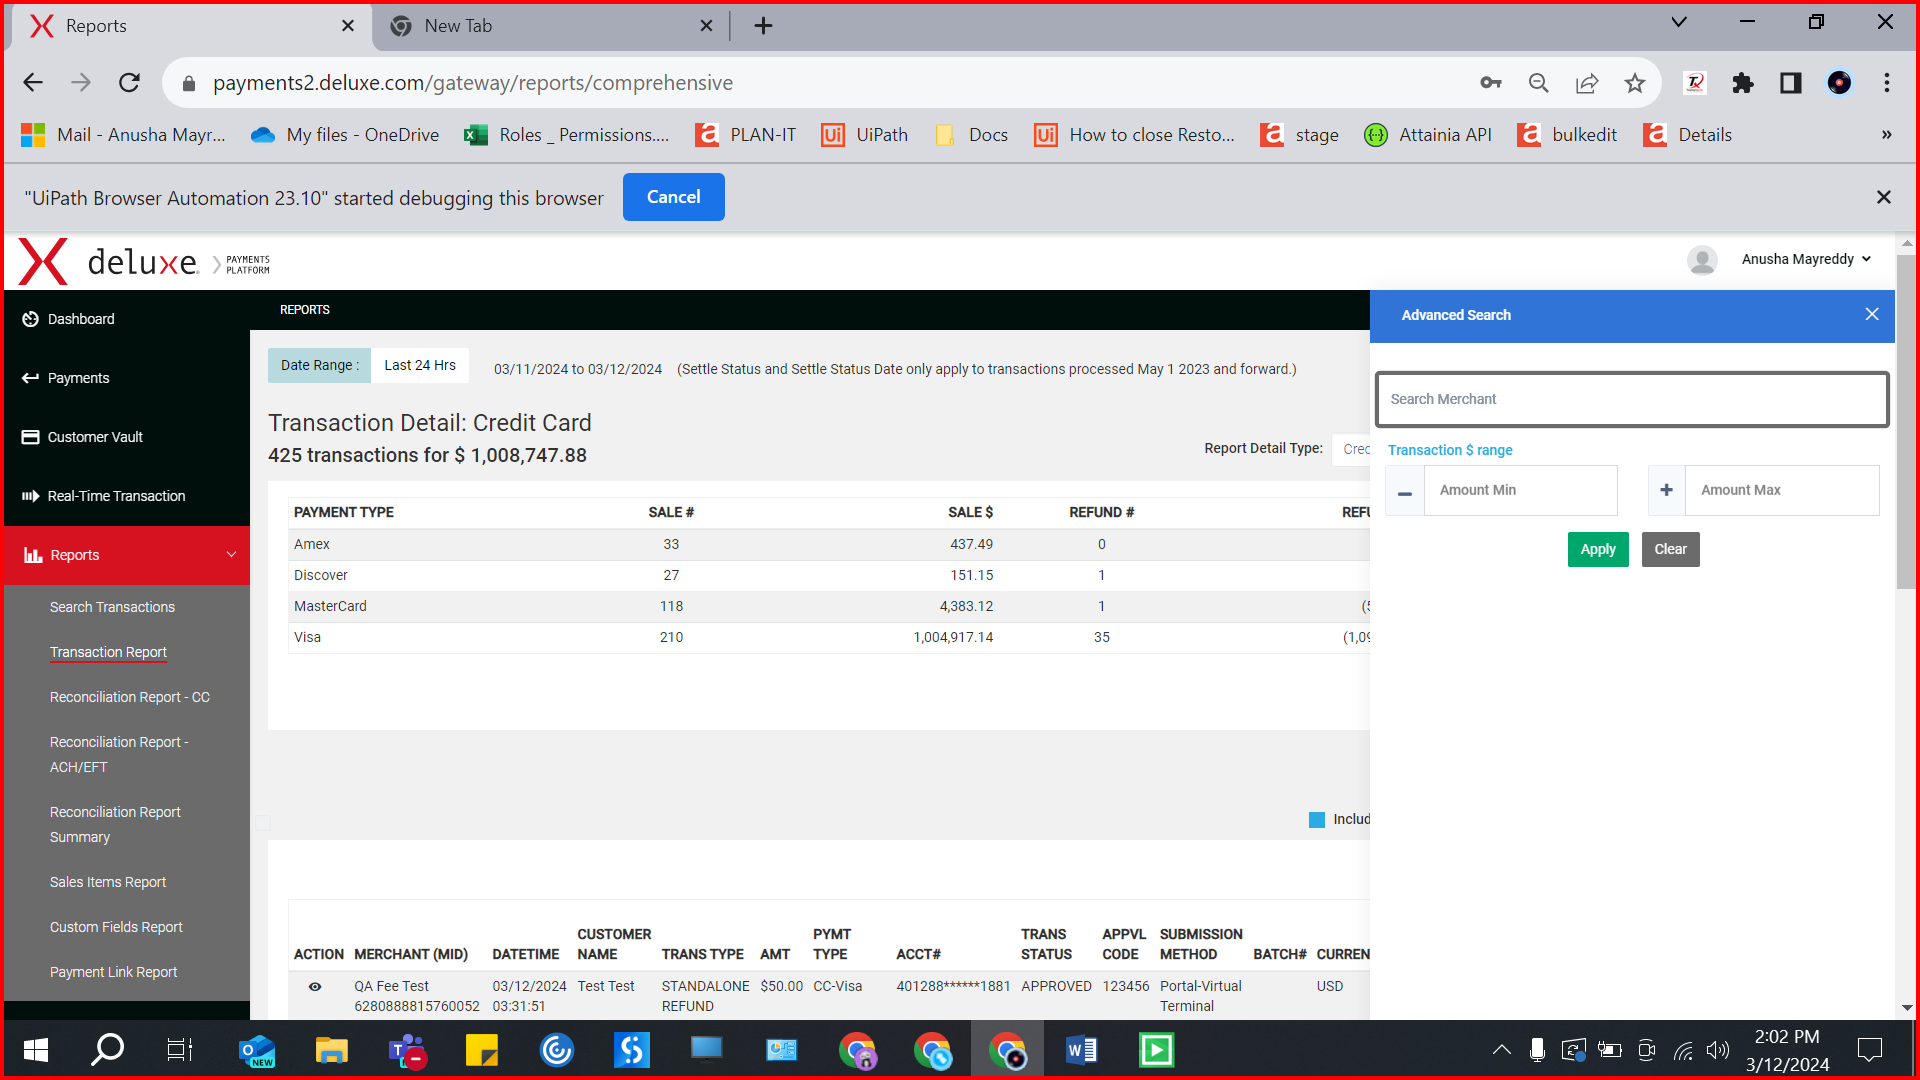 Reports
New Tab
payments2.deluxe.com/gateway/reports/comprehensive
Mail - Anusha Mayr...
My files - OneDrive
Roles _ Permissions....
PLAN-IT
UiPath
Docs
How to close Resto...
stage
Attainia API
bulkedit
Details
»
"UiPath Browser Automation 23.10" started debugging this browser
Cancel
deluxe.
PAYMENTS
PLATFORM
Anusha Mayreddy
Dashboard
Payments
Customer Vault
Real-Time Transaction
Reports
Search Transactions
Transaction Report
Reconciliation Report - CC
Reconciliation Report -
ACH/EFT
Reconciliation Report
Summary
Sales Items Report
Custom Fields Report
Payment Link Report
REPORTS
Date Range :
Last 24 Hrs
03/11/2024 to 03/12/2024 (Settle Status and Settle Status Date only apply to transactions processed May 1 2023 and forward.)
Transaction Detail: Credit Card
425 transactions for $ 1,008,747.88
Report Detail Type:
Cred
PAYMENT TYPE SALE # SALE $ REFUND # REFU
Amex 33 437.49 0
Discover 27 151.15 1
MasterCard 118 4,383.12 1 (5
Visa 210 1,004,917.14 35 (1,09
Includ
ACTION MERCHANT (MID) DATETIME CUSTOMER NAME TRANS TYPE AMT PYMT TYPE ACCT# TRANS STATUS APPVL CODE SUBMISSION METHOD BATCH# CURREN
QA Fee Test 03/12/2024 Test Test STANDALONE $50.00 CC-Visa 401288******1881 APPROVED 123456 Portal-Virtual USD
6280888815760052 03:31:51 REFUND Terminal
Advanced Search
Search Merchant
Transaction $ range
Amount Min
Amount Max
Apply
Clear
NEW
2:02 PM
3/12/2024